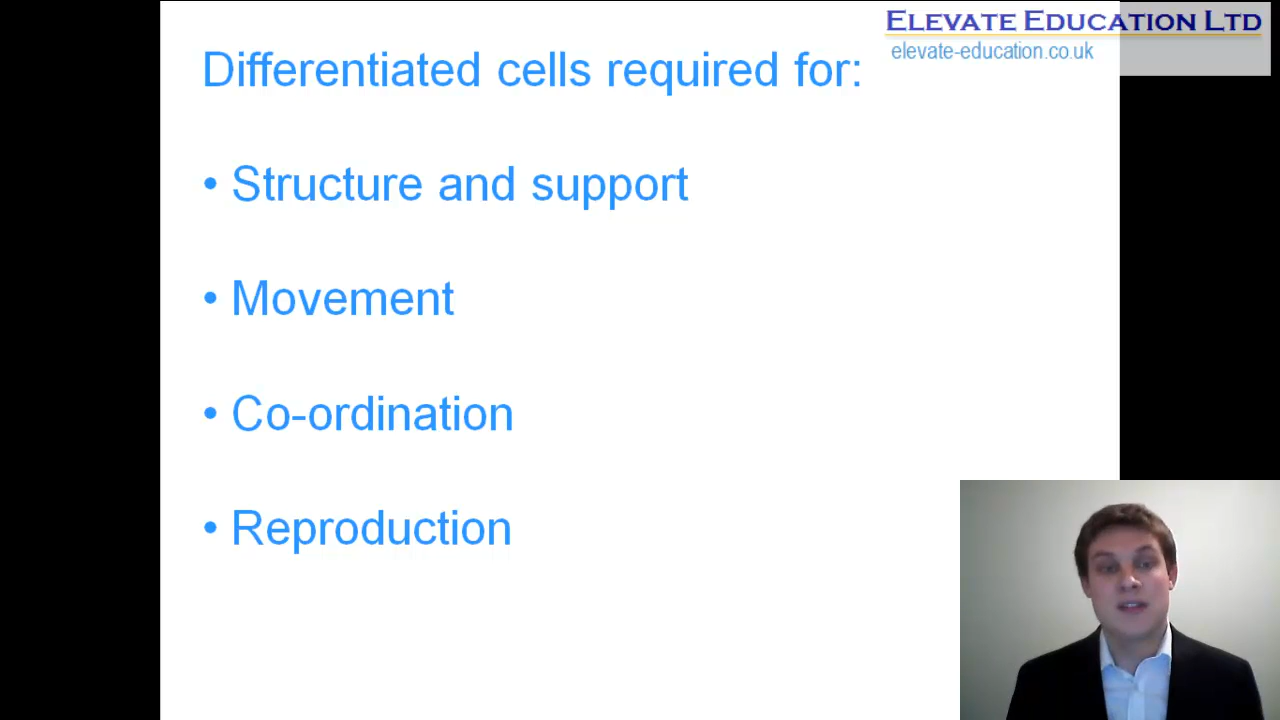 ELEVATE EDUCATION LTD
elevate-education.co.uk
Differentiated cells required for:
• Structure and support
• Movement
• Co-ordination
• Reproduction